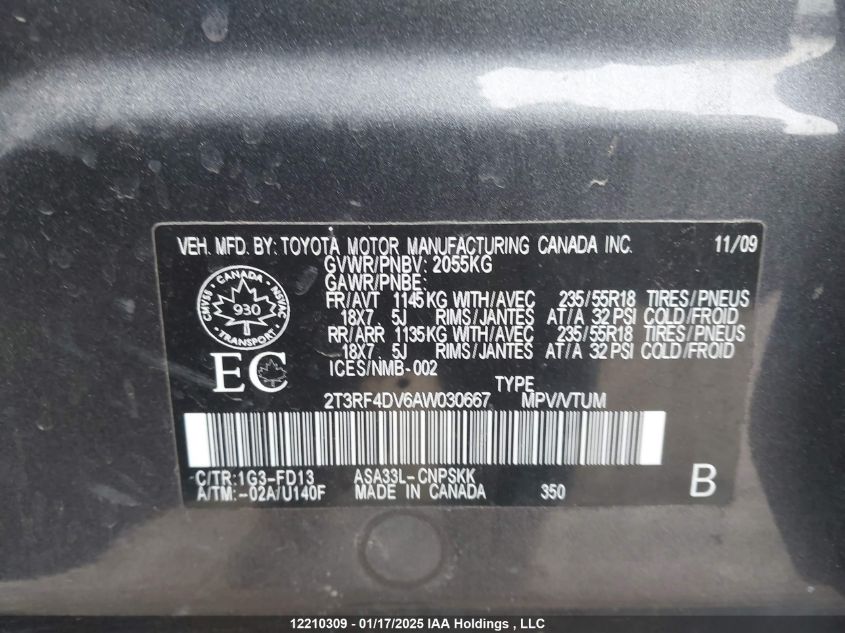 VEH. MFD. BY: TOYOTA MOTOR MANUFACTURING CANADA INC. 11/09
GVWR/PNBV: 2055KG
GAWR/PNBE:
FR/AVT 1145KG WITH/AVEC 235/55R18 TIRES/PNEUS
18X7 5J RIMS/JANTES AT/A 32 PSI COLD/FROID
RR/ARR 1135KG WITH/AVEC 235/55R18 TIRES/PNEUS
18X7 5J RIMS/JANTES AT/A 32 PSI COLD/FROID
ICES/NMB-002
CANADA
CMVSS 930 NSVAC
TRANSPORT
EC
TYPE
2T3RF4DV6AW030667 MPV/VTUM
C/TR:1G3-FD13 ASA33L-CNPSKK
A/TM:-02A/U140F MADE IN CANADA 350 B
12210309 - 01/17/2025 IAA Holdings , LLC